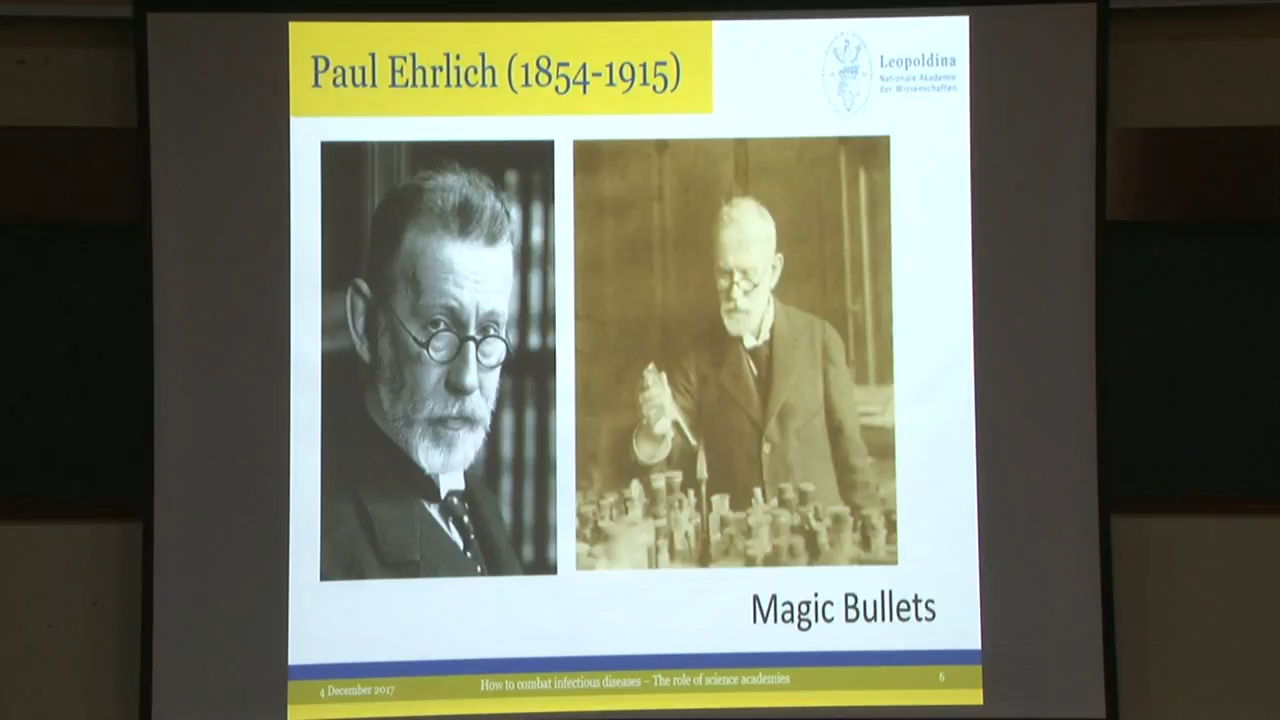 Paul Ehrlich (1854-1915)
Leopoldina
Nationale Akademie
der Wissenschaften
Magic Bullets
4 December 2017
How to combat infectious diseases – The role of science academies
6